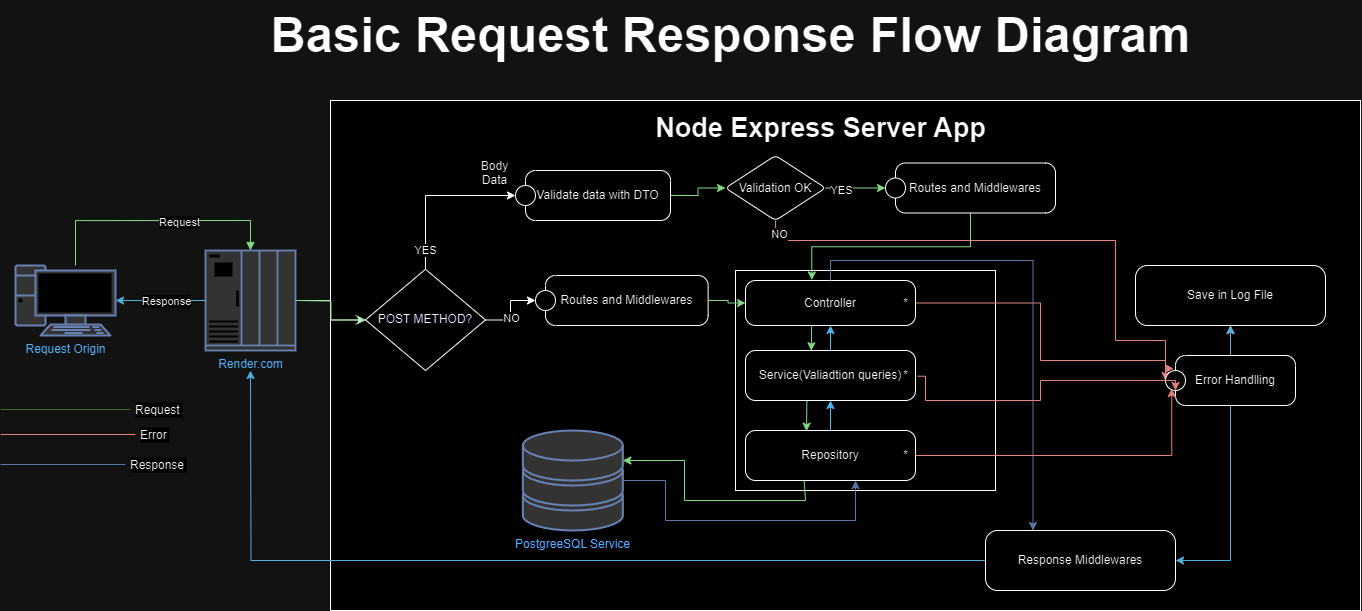 Basic Request Response Flow Diagram
Node Express Server App
Body
Data
Validate data with DTO
Validation OK
YES
Routes and Middlewares
NO
Request
YES
Response
Request Origin
Render.com
POST METHOD?
NO
Routes and Middlewares
Controller *
Service(Valiadtion queries) *
Repository *
Save in Log File
Error Handlling
Request
Error
Response
PostgreeSQL Service
Response Middlewares